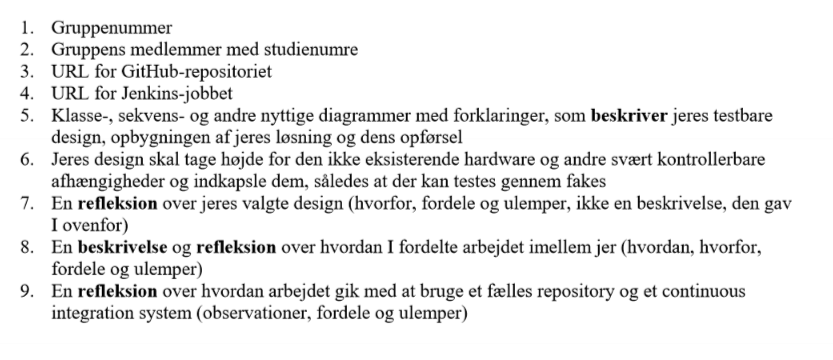 1. Gruppenummer
2. Gruppens medlemmer med studienumre
3. URL for GitHub-repositoriet
4. URL for Jenkins-jobbet
5. Klasse-, sekvens- og andre nyttige diagrammer med forklaringer, som beskriver jeres testbare
design, opbygningen af jeres løsning og dens opførsel
6. Jeres design skal tage højde for den ikke eksisterende hardware og andre svært kontrollerbare
afhængigheder og indkapsle dem, således at der kan testes gennem fakes
7. En refleksion over jeres valgte design (hvorfor, fordele og ulemper, ikke en beskrivelse, den gav
I ovenfor)
8. En beskrivelse og refleksion over hvordan I fordelte arbejdet imellem jer (hvordan, hvorfor,
fordele og ulemper)
9. En refleksion over hvordan arbejdet gik med at bruge et fælles repository og et continuous
integration system (observationer, fordele og ulemper)